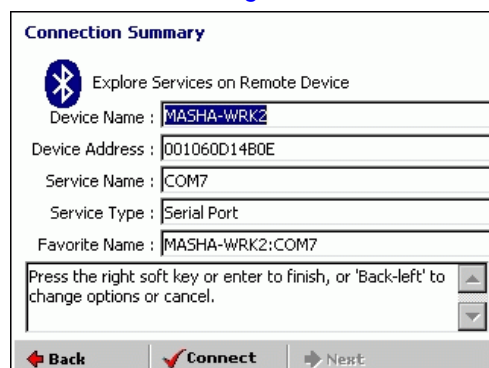 Connection Summary
Explore Services on Remote Device
Device Name : MASHA-WRK2
Device Address : 001060D14B0E
Service Name : COM7
Service Type : Serial Port
Favorite Name : MASHA-WRK2:COM7
Press the right soft key or enter to finish, or 'Back-left' to
change options or cancel.
Back Connect Next